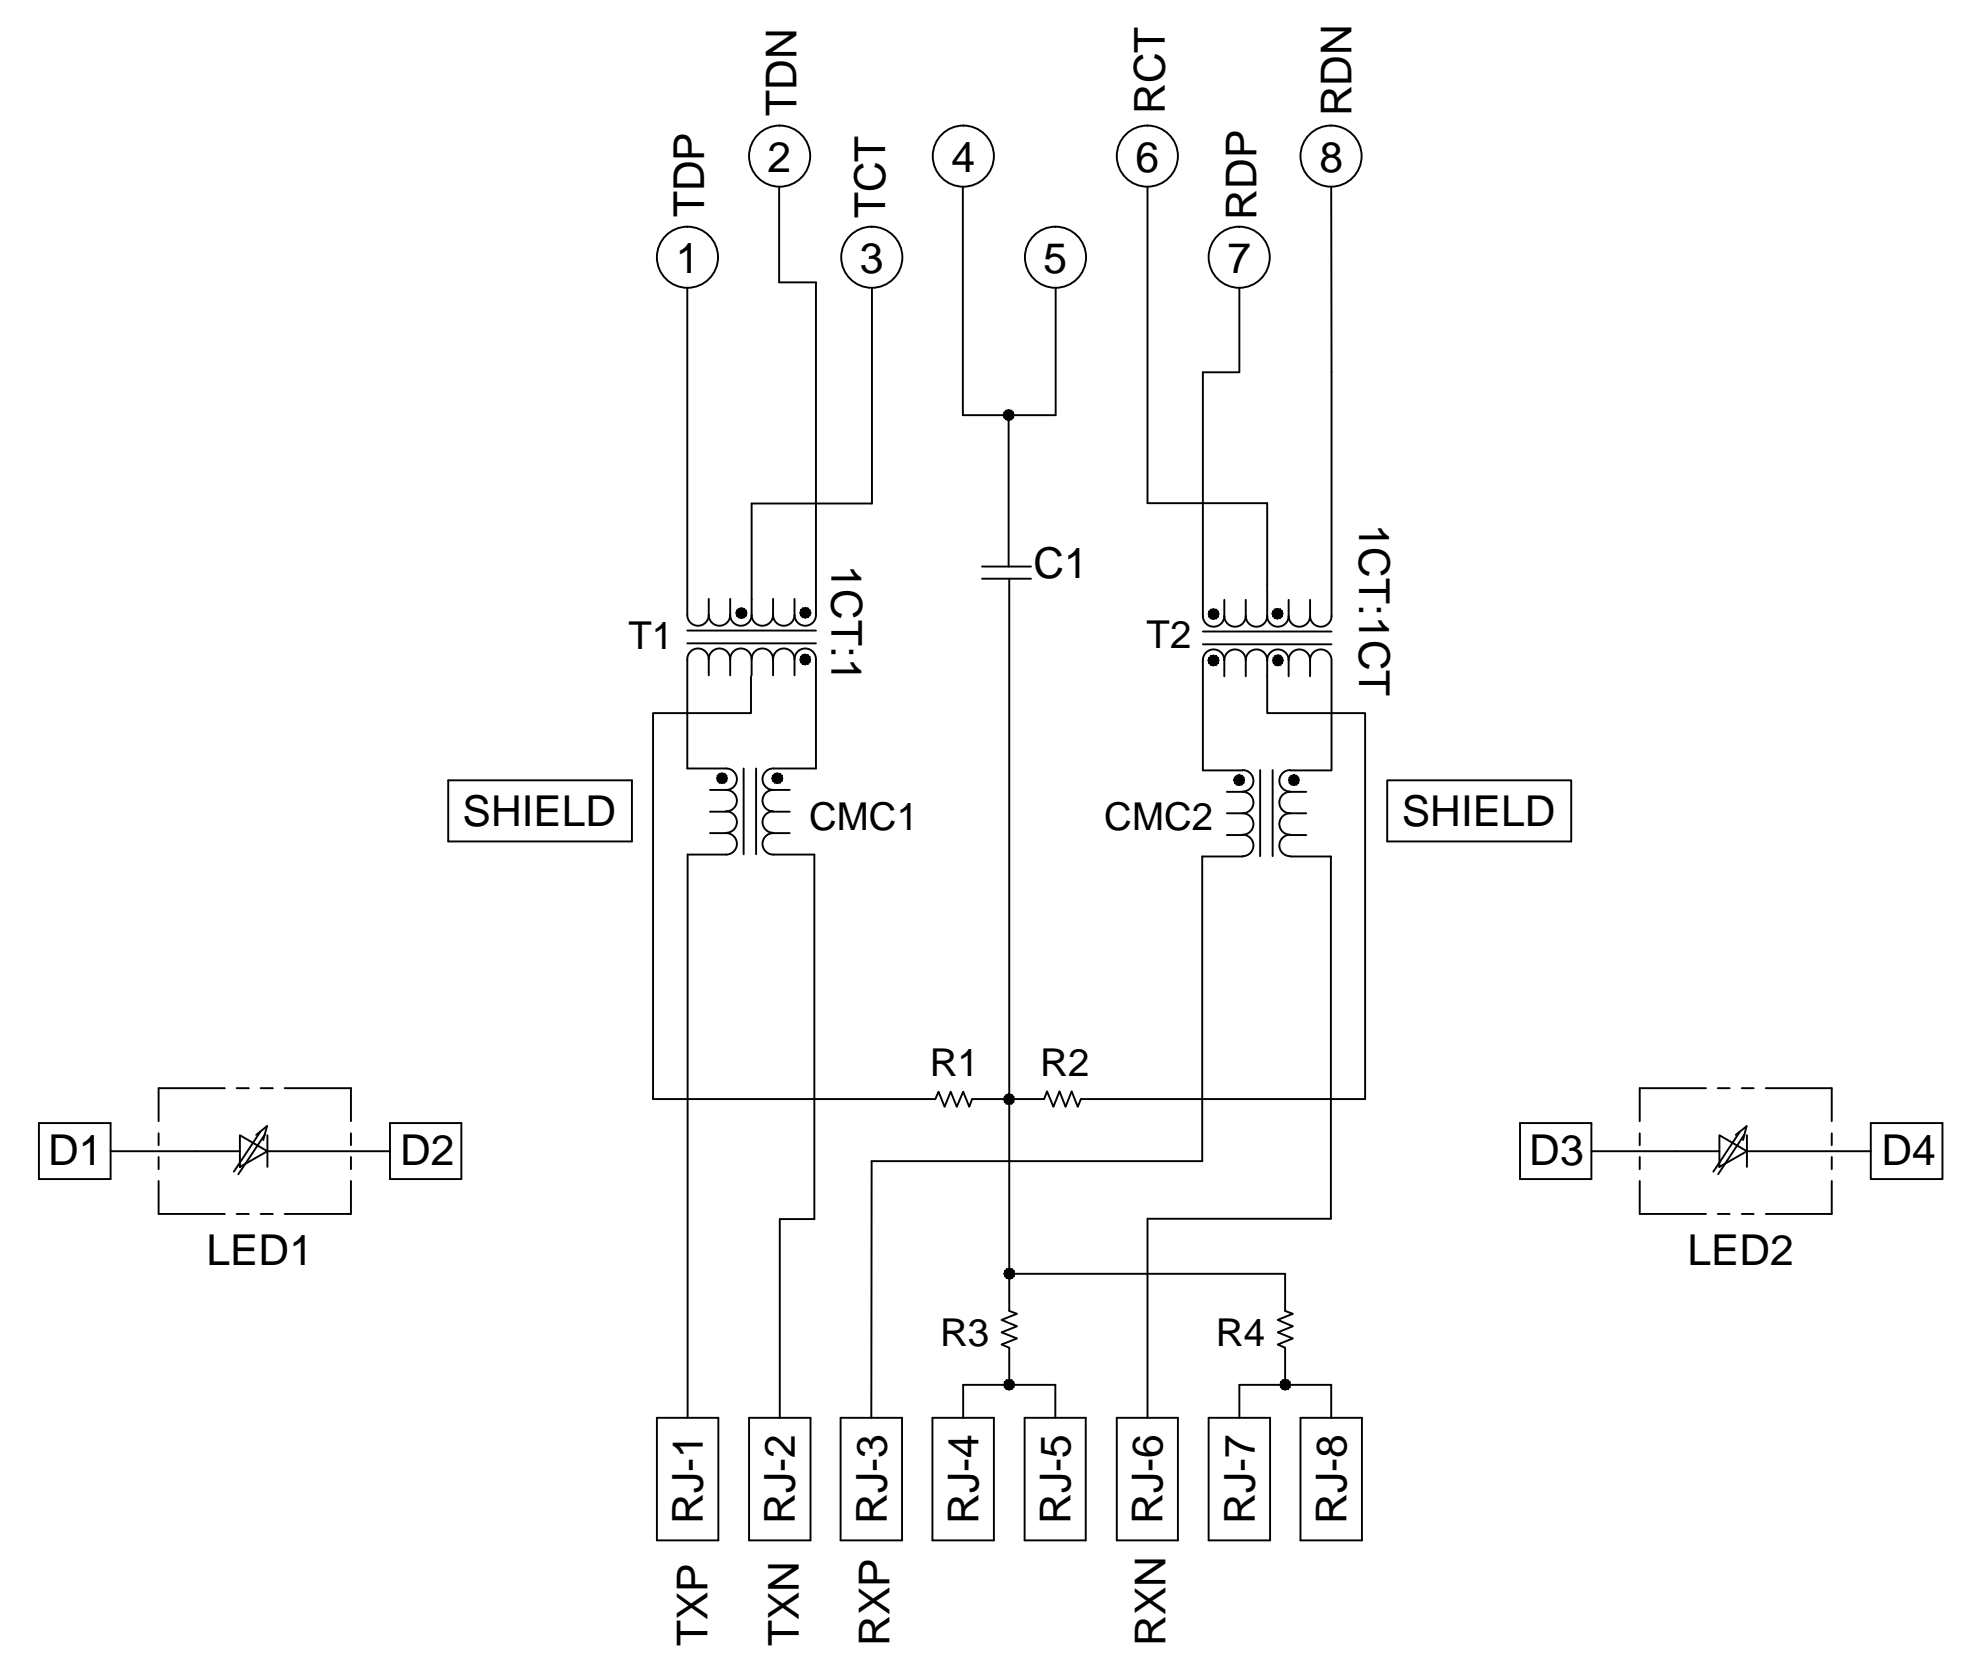 TDP
TDN
TCT
RCT
RDP
RDN
1
2
3
4
5
6
7
8
C1
T1
1CT:1
T2
1CT:1CT
SHIELD
CMC1
CMC2
SHIELD
R1
R2
D1
D2
LED1
D3
D4
LED2
R3
R4
RJ-1
RJ-2
RJ-3
RJ-4
RJ-5
RJ-6
RJ-7
RJ-8
TXP
TXN
RXP
RXN